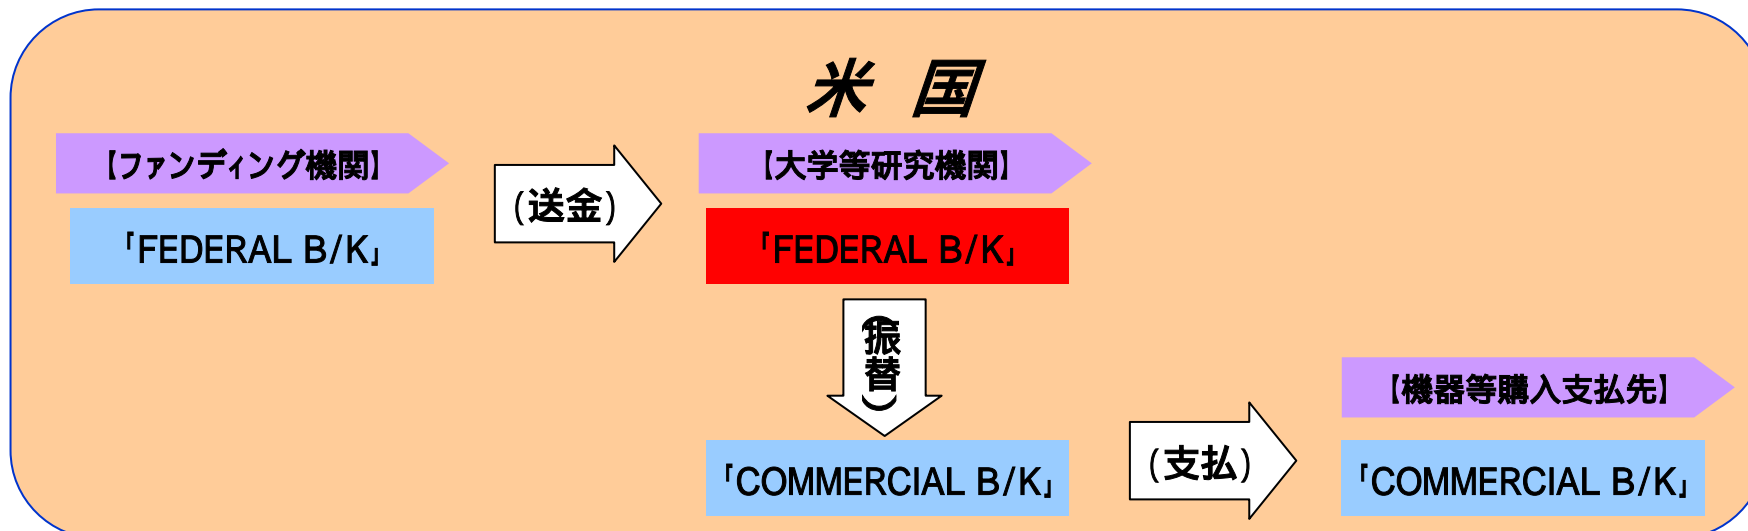 米 国
【ファンディング機関】
(送金)
【大学等研究機関】
「FEDERAL B/K」
「FEDERAL B/K」
(振替)
【機器等購入支払先】
「COMMERCIAL B/K」
(支払)
「COMMERCIAL B/K」